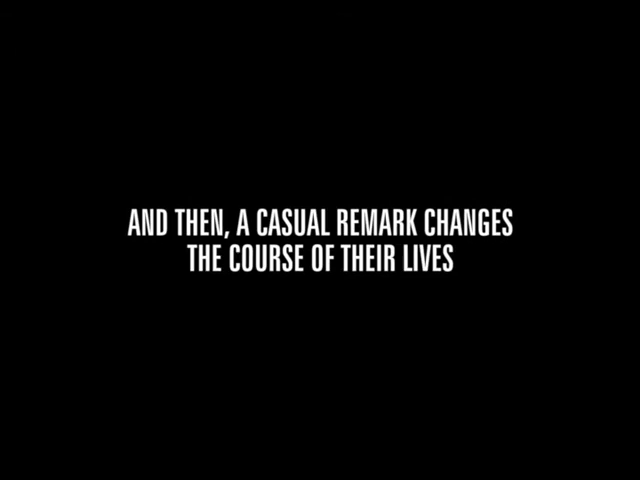 AND THEN, A CASUAL REMARK CHANGES
THE COURSE OF THEIR LIVES